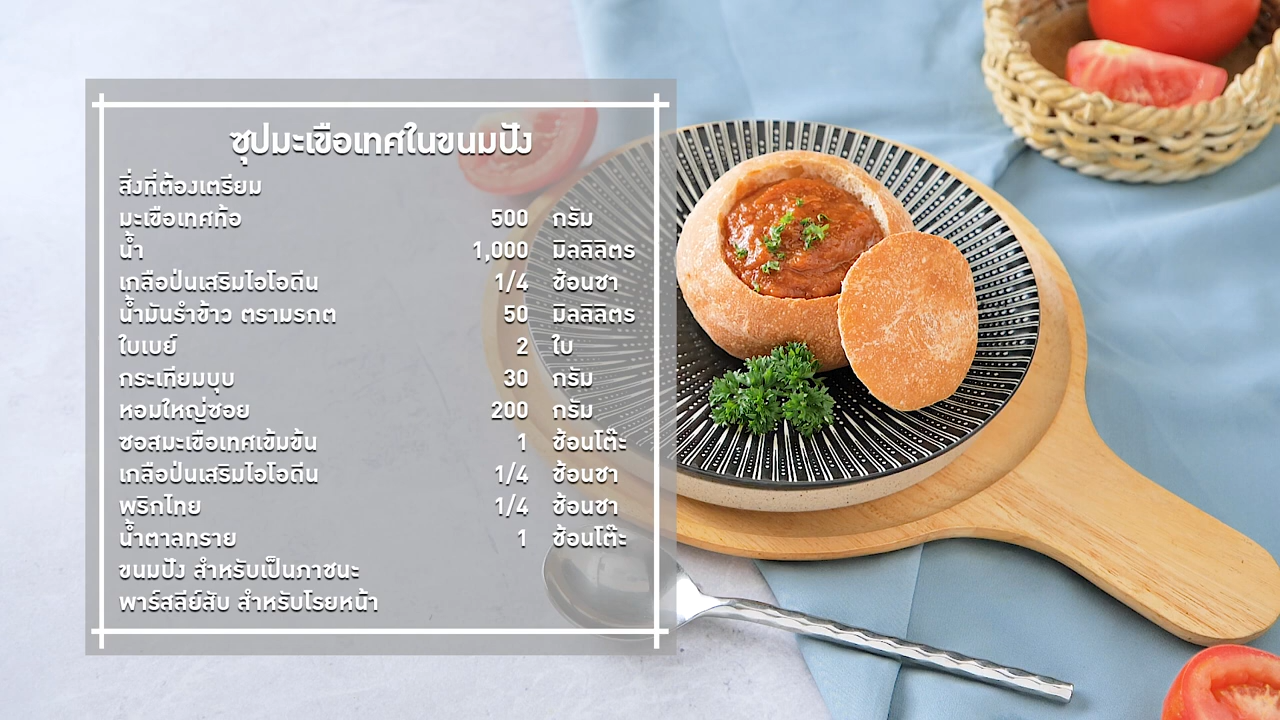 ซุปมะเขือเทศในขนมปัง
สิ่งที่ต้องเตรียม
มะเขือเทศท้อ 500 กรัม
น้ำ 1,000 มิลลิลิตร
เกลือป่นเสริมไอโอดีน 1/4 ช้อนชา
น้ำมันรำข้าว ตรามรกต 50 มิลลิลิตร
ใบเบย์ 2 ใบ
กระเทียมบุบ 30 กรัม
หอมใหญ่ซอย 200 กรัม
ซอสมะเขือเทศเข้มข้น 1 ช้อนโต๊ะ
เกลือป่นเสริมไอโอดีน 1/4 ช้อนชา
พริกไทย 1/4 ช้อนชา
น้ำตาลทราย 1 ช้อนโต๊ะ
ขนมปัง สำหรับเป็นภาชนะ
พาร์สลีย์สับ สำหรับโรยหน้า